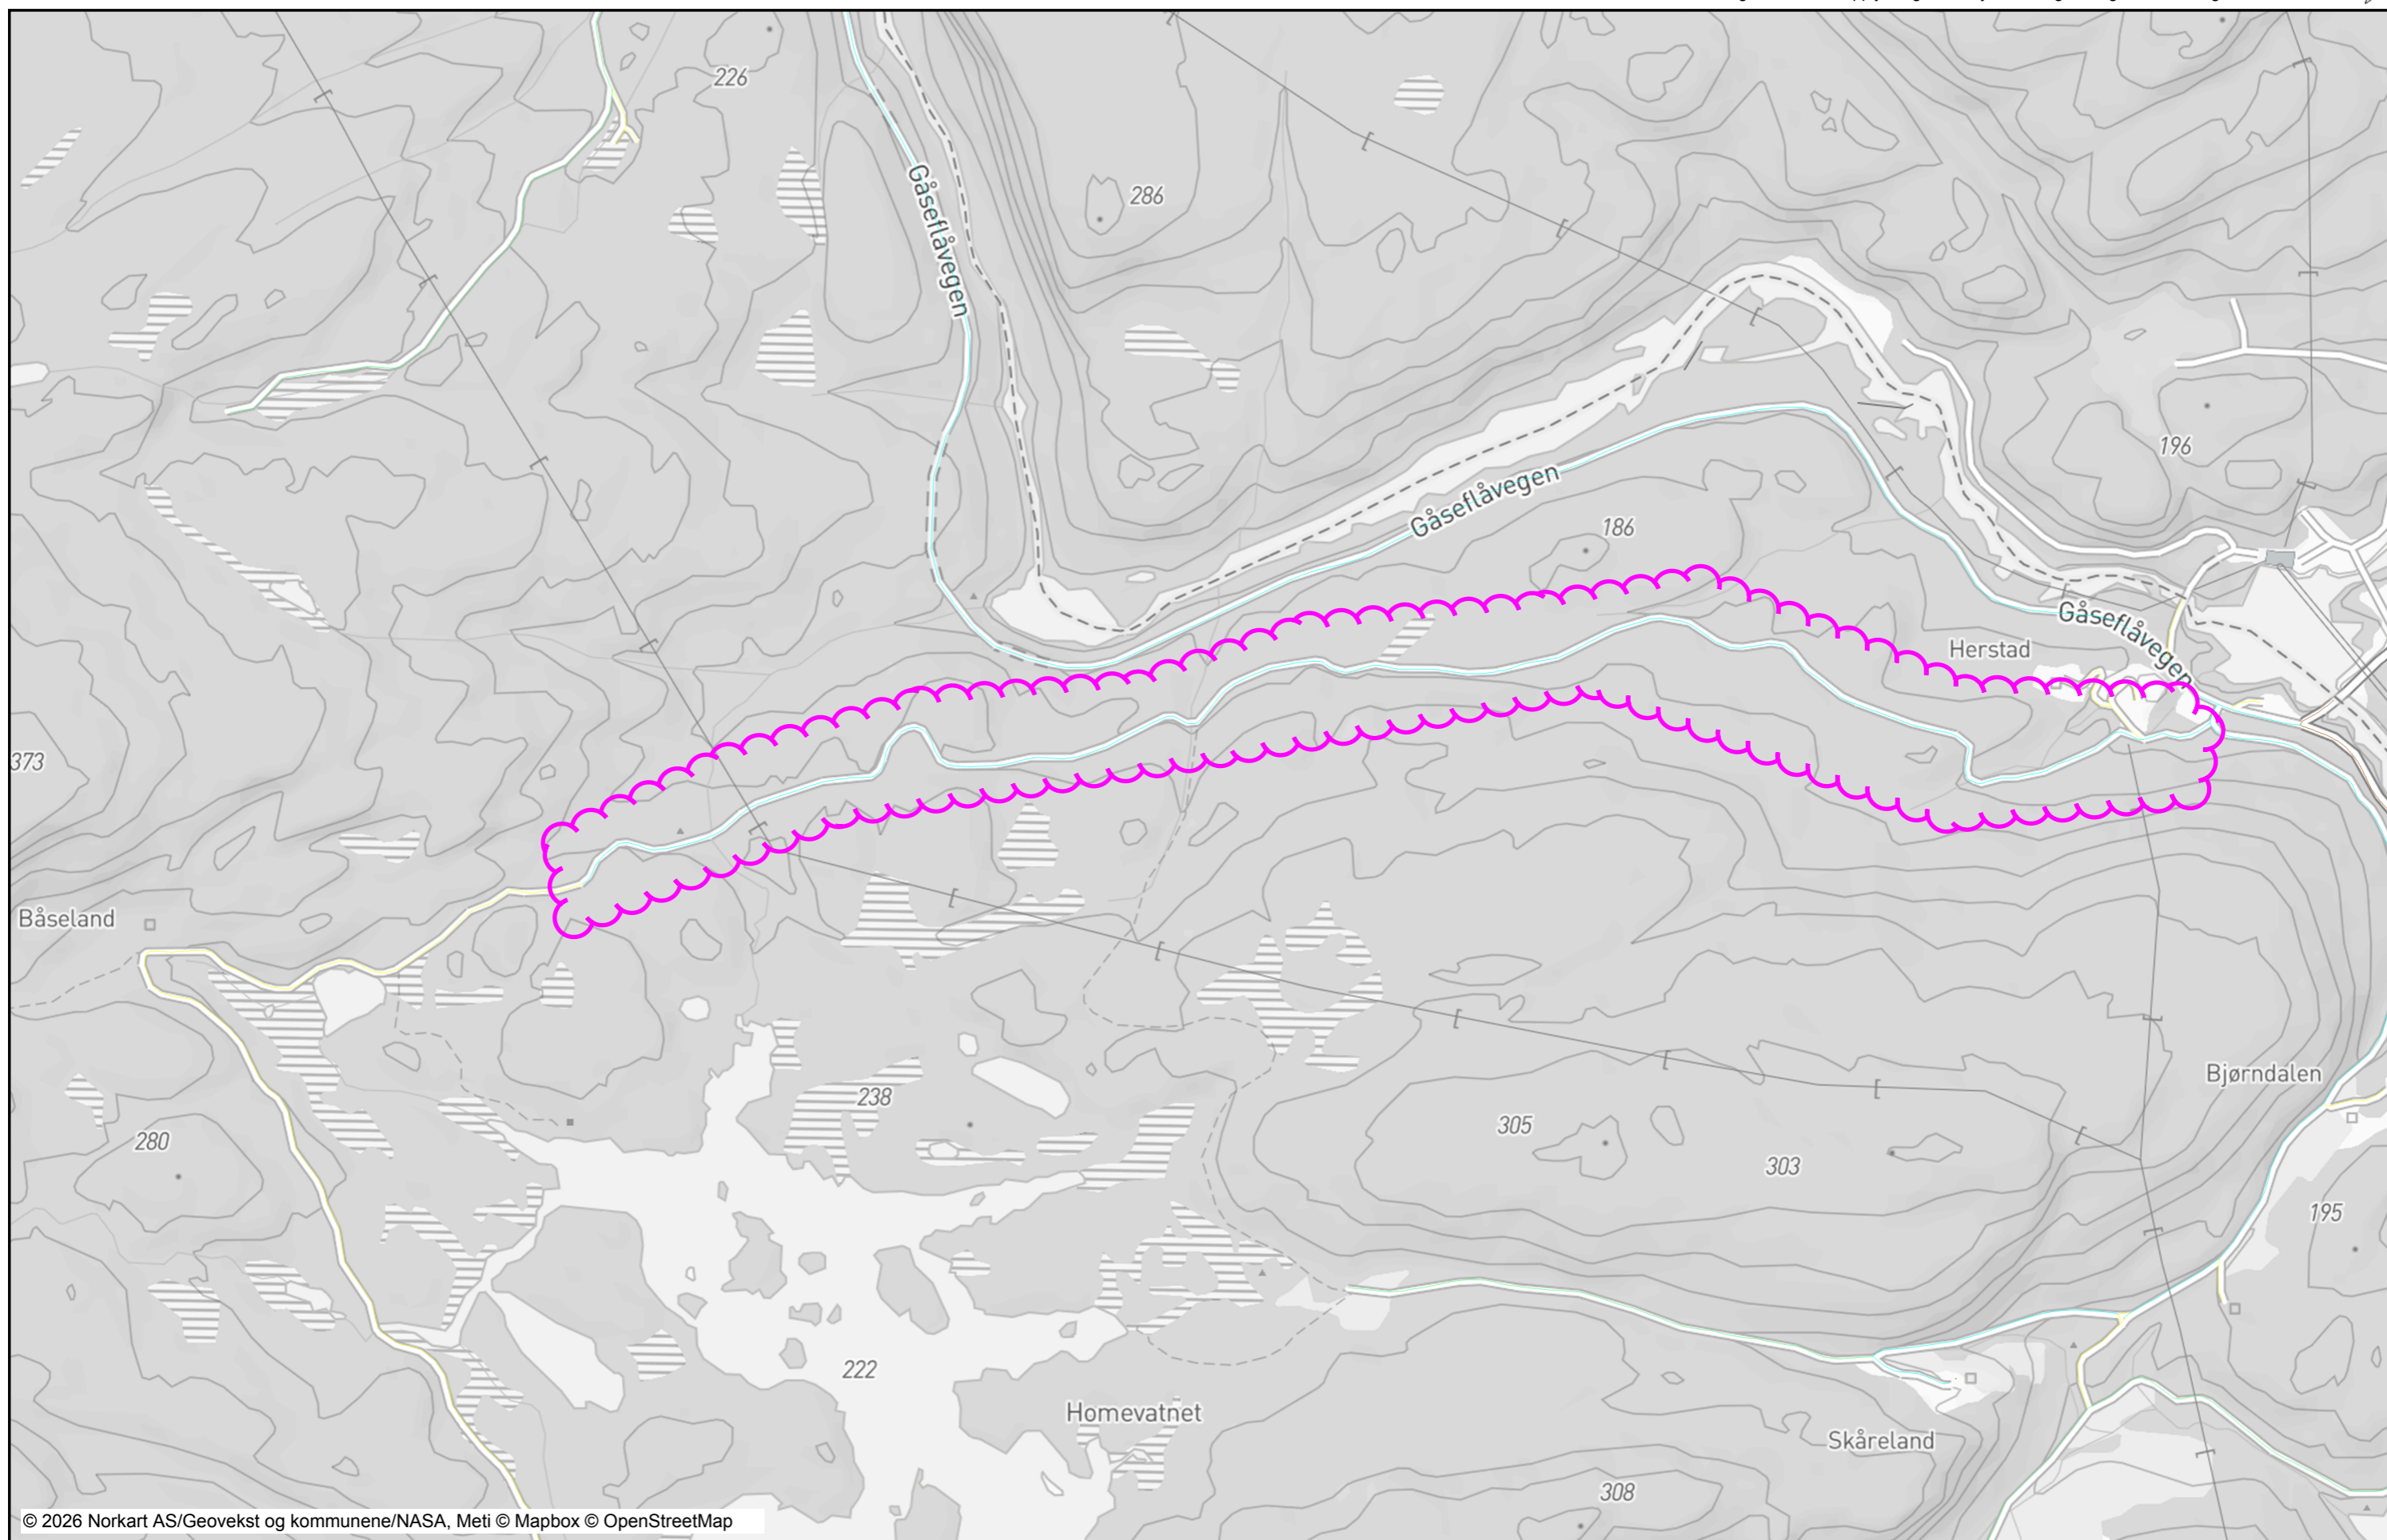 226
Gåseflåvegen
286
196
Gåseflåvegen
186
Gåseflåvegen
Herstad
373
Båseland
Bjørndalen
238
305
280
303
195
222
Homevatnet
Skåreland
308
© 2026 Norkart AS/Geovekst og kommunene/NASA, Meti © Mapbox © OpenStreetMap